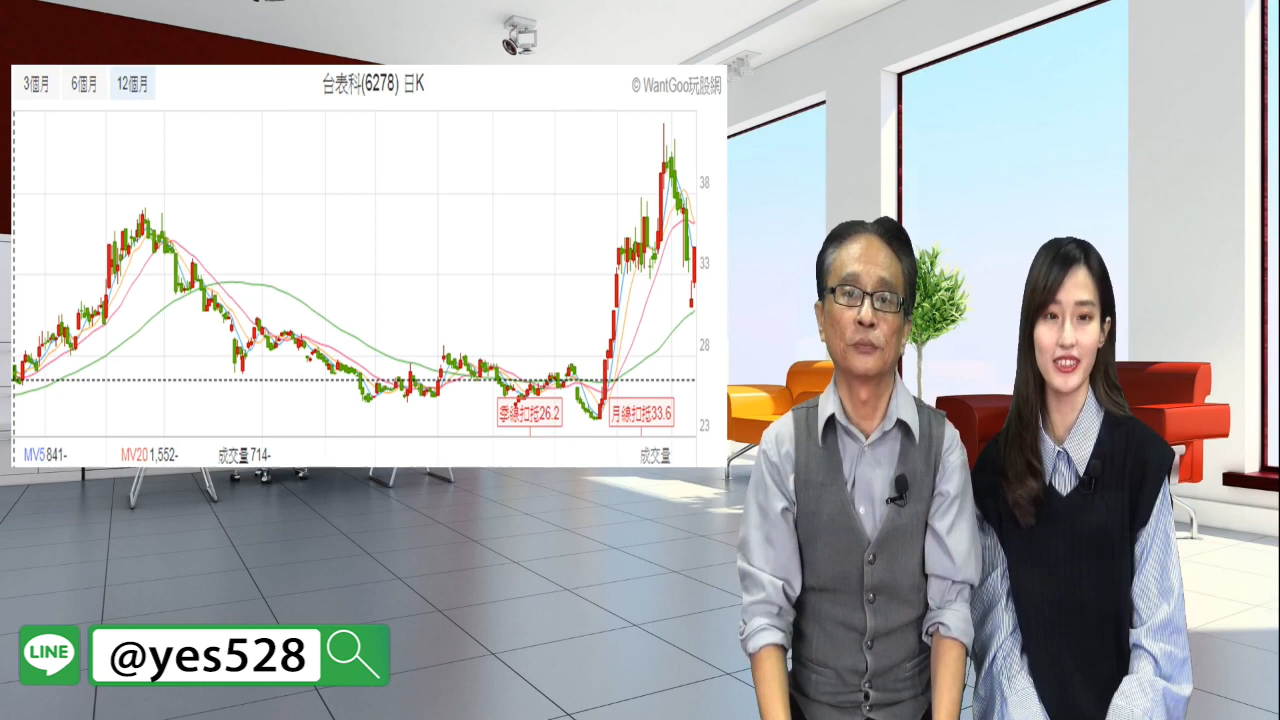 3個月 6個月 12個月 台表科(6278) 日K © WantGoo玩股網
38
33
28
季線扣抵26.2 月線扣抵33.6
23
MV5 841- MV20 1,552- 成交量 714- 成交量
LINE @yes528